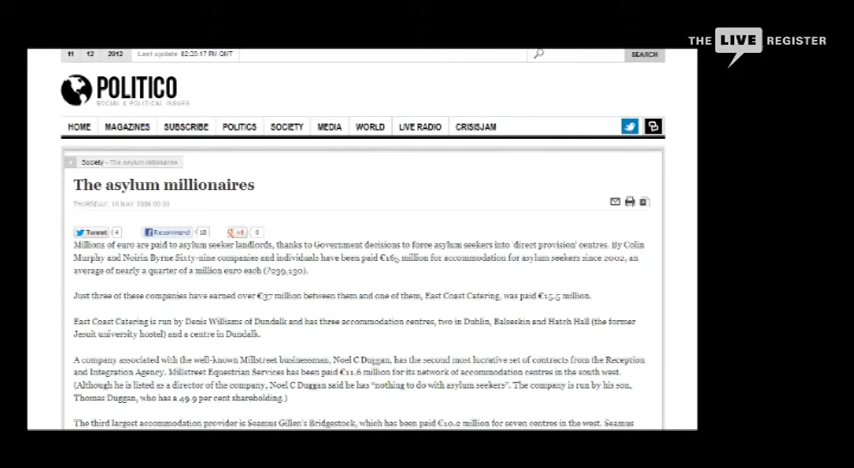 THE LIVE REGISTER
11 12 2012 Last update 02:20:17 PM GMT
SEARCH
POLITICO
SOCIAL & POLITICAL ISSUES
HOME MAGAZINES SUBSCRIBE POLITICS SOCIETY MEDIA WORLD LIVE RADIO CRISISJAM
Society - The asylum millionaires
The asylum millionaires
THURSDAY, 18 MAY 2006 00:00
Tweet 4 Recommend 16 +1 0
Millions of euro are paid to asylum seeker landlords, thanks to Government decisions to force asylum seekers into 'direct provision' centres. By Colin
Murphy and Noirin Byrne Sixty-nine companies and individuals have been paid €165 million for accommodation for asylum seekers since 2002, an
average of nearly a quarter of a million euro each (?239,130).
Just three of these companies have earned over €37 million between them and one of them, East Coast Catering, was paid €15.5 million.
East Coast Catering is run by Denis Williams of Dundalk and has three accommodation centres, two in Dublin, Balseskin and Hatch Hall (the former
Jesuit university hostel) and a centre in Dundalk.
A company associated with the well-known Millstreet businessman, Noel C Duggan, has the second most lucrative set of contracts from the Reception
and Integration Agency. Millstreet Equestrian Services has been paid €11.6 million for its network of accommodation centres in the south west.
(Although he is listed as a director of the company, Noel C Duggan said he has "nothing to do with asylum seekers". The company is run by his son,
Thomas Duggan, who has a 49.9 per cent shareholding.)
The third largest accommodation provider is Seamus Gillen's Bridgestock, which has been paid €10.2 million for seven centres in the west. Seamus